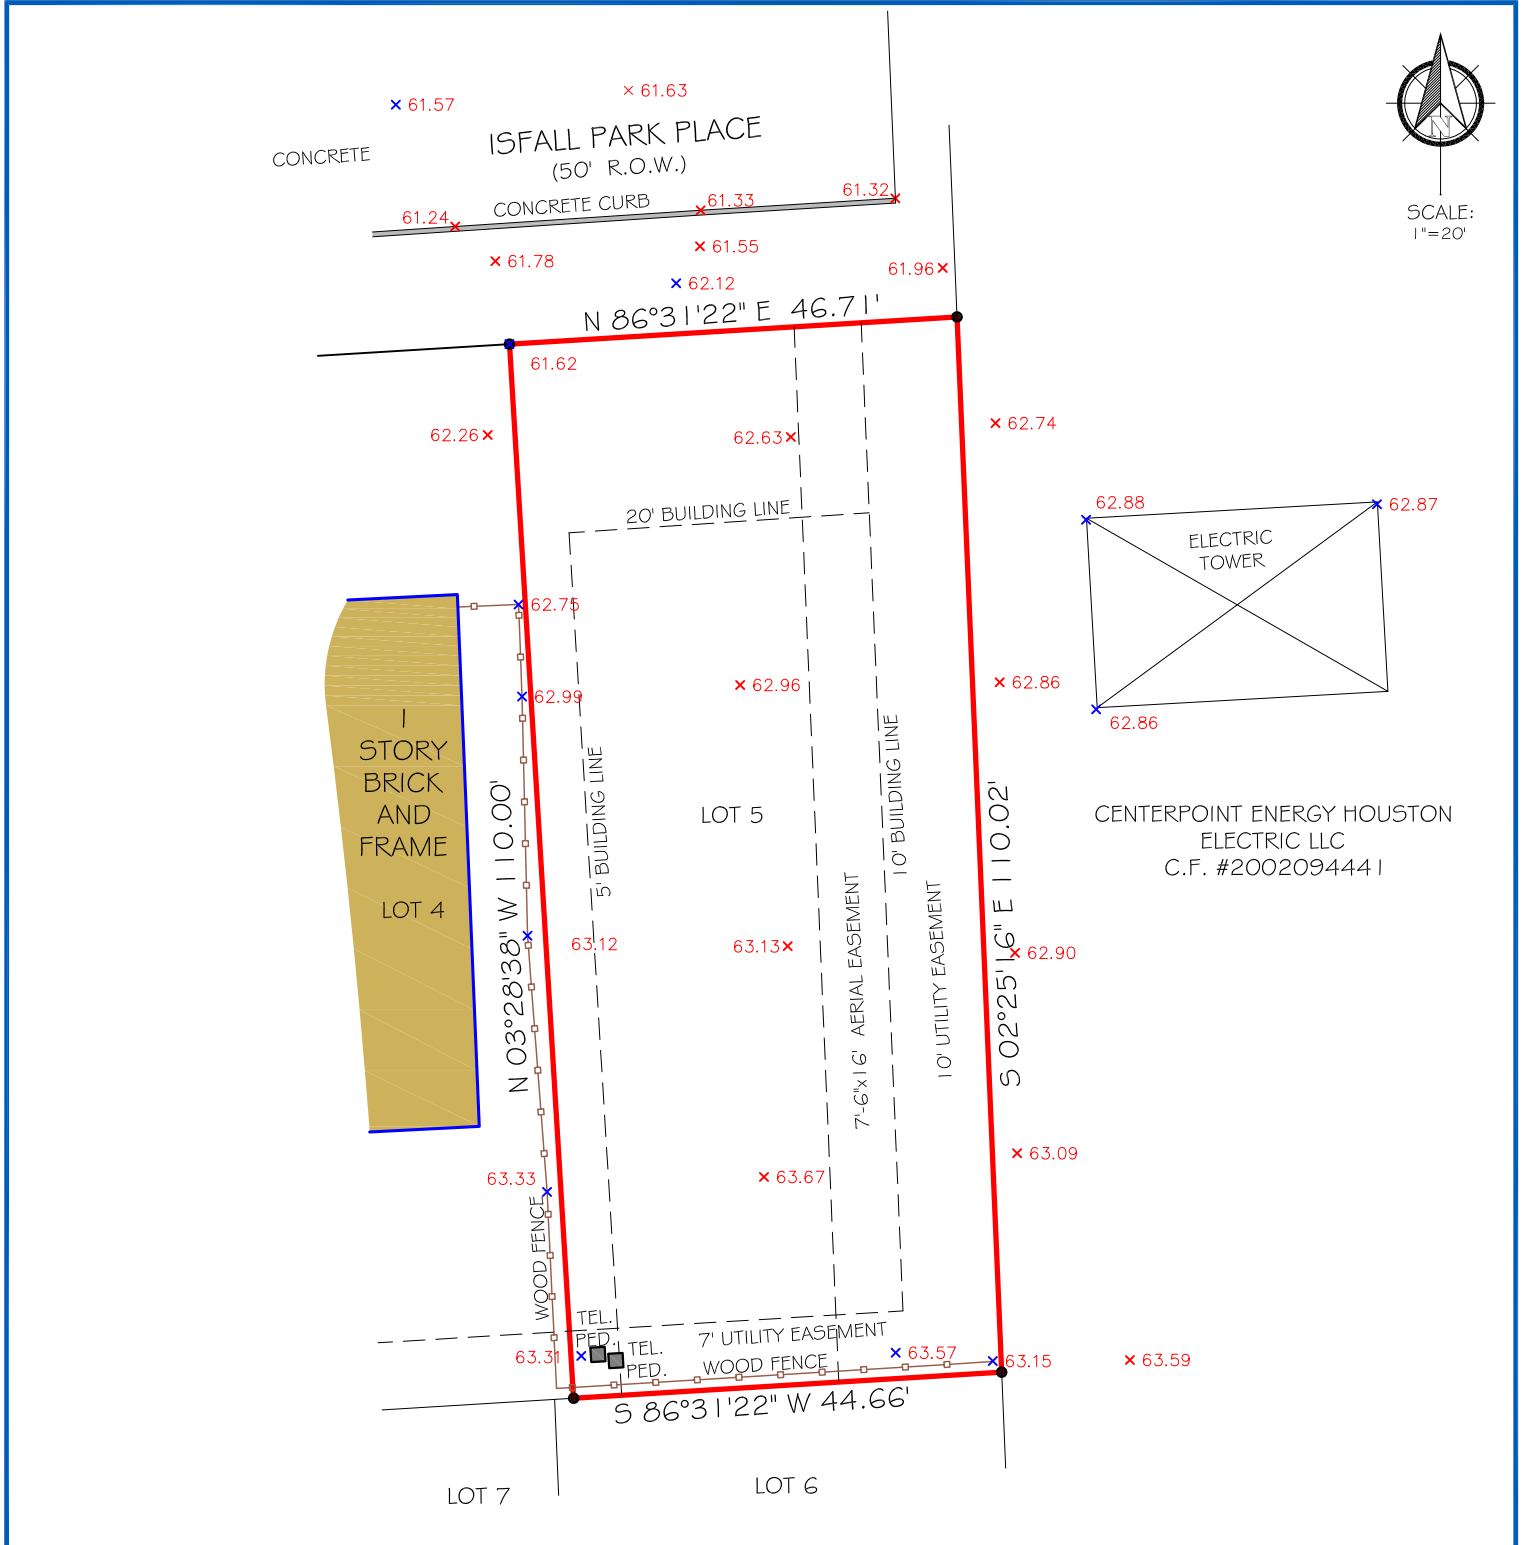 61.57
61.63
ISFALL PARK PLACE
(50' R.O.W.)
CONCRETE
N
SCALE:
1"=20'
61.32
61.33
CONCRETE CURB
61.24
61.55
61.78
61.96
62.12
N 86°31'22" E 46.71'
61.62
62.26
62.63
62.74
20' BUILDING LINE
62.88
62.87
ELECTRIC
TOWER
62.75
62.99
62.96
62.86
62.86
1
STORY
BRICK
AND
FRAME
LOT 4
N 03°28'38" W 110.00'
5' BUILDING LINE
LOT 5
10' BUILDING LINE
7'-6"x16' AERIAL EASEMENT
10' UTILITY EASEMENT
S 02°25'16" E 110.02'
CENTERPOINT ENERGY HOUSTON
ELECTRIC LLC
C.F. #2002094441
63.12
63.13
62.90
63.09
63.33
63.67
WOOD FENCE
TEL.
PED.
TEL.
PED.
7' UTILITY EASEMENT
WOOD FENCE
63.31
63.57
63.15
63.59
S 86°31'22" W 44.66'
LOT 7
LOT 6